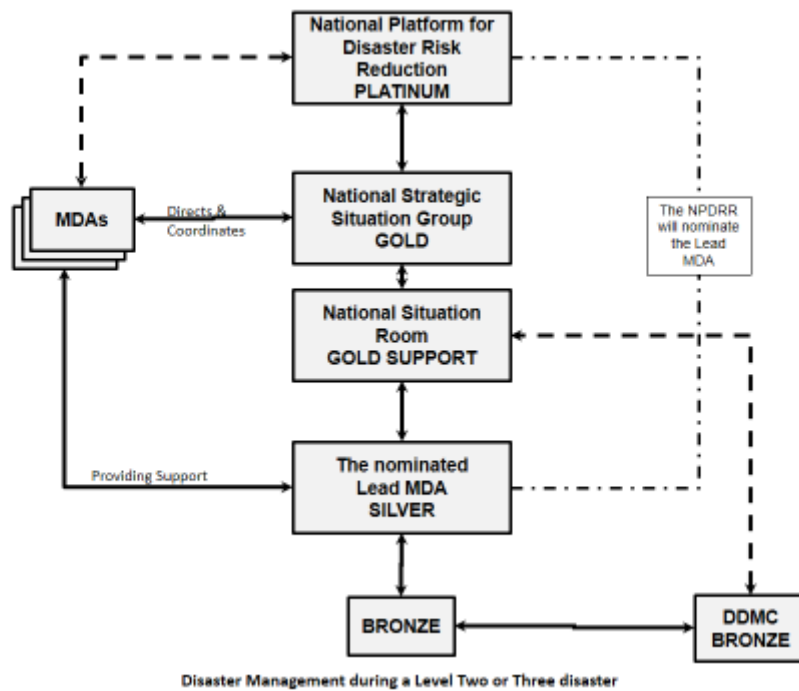 National Platform for
Disaster Risk
Reduction
PLATINUM
MDAs
Directs &
Coordinates
National Strategic
Situation Group
GOLD
The NPDRR
will nominate
the Lead
MDA
National Situation
Room
GOLD SUPPORT
Providing Support
The nominated
Lead MDA
SILVER
BRONZE
DDMC
BRONZE
Disaster Management during a Level Two or Three disaster